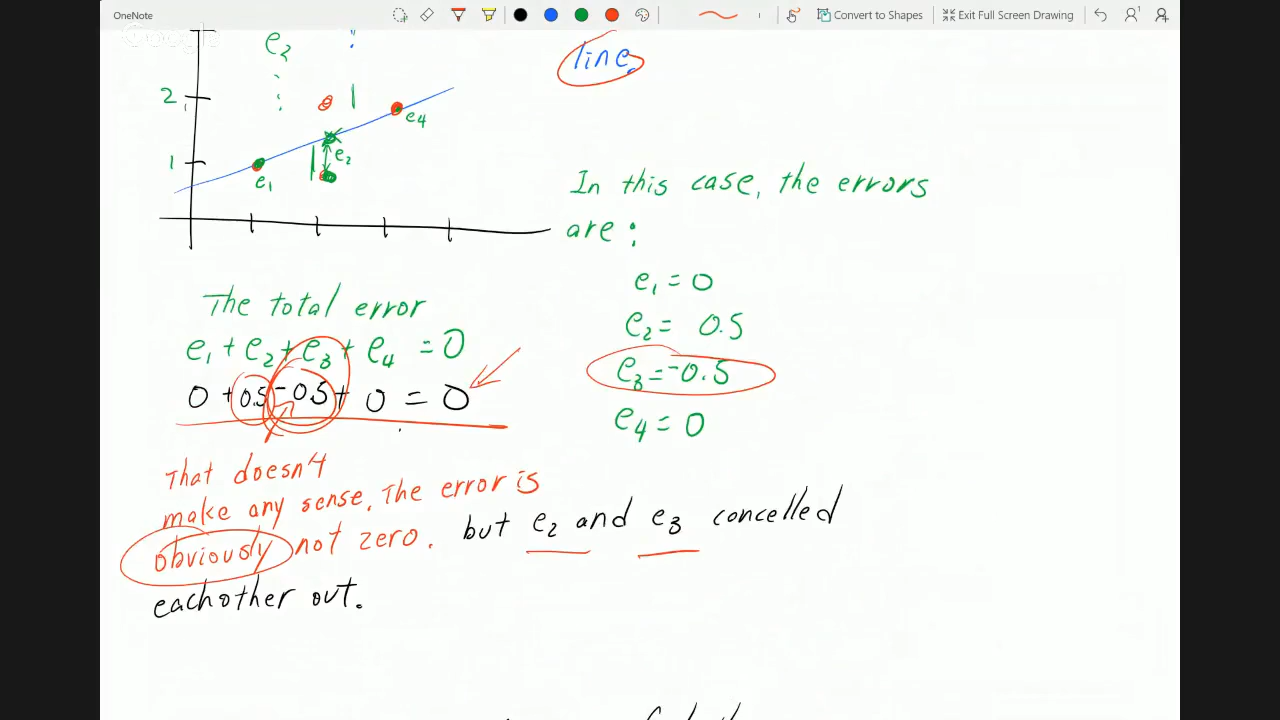 OneNote
Convert to Shapes
Exit Full Screen Drawing
Google
e2
line.
2
1
e4
e2
e1
In this case, the errors
are:
e1 = 0
e2 = 0.5
e3 = -0.5
e4 = 0
The total error
e1 + e2 + e3 + e4 = 0
0 + 0.5 - 0.5 + 0 = 0
That doesn't
make any sense. The error is
obviously not zero. but e2 and e3 concelled
eachother out.